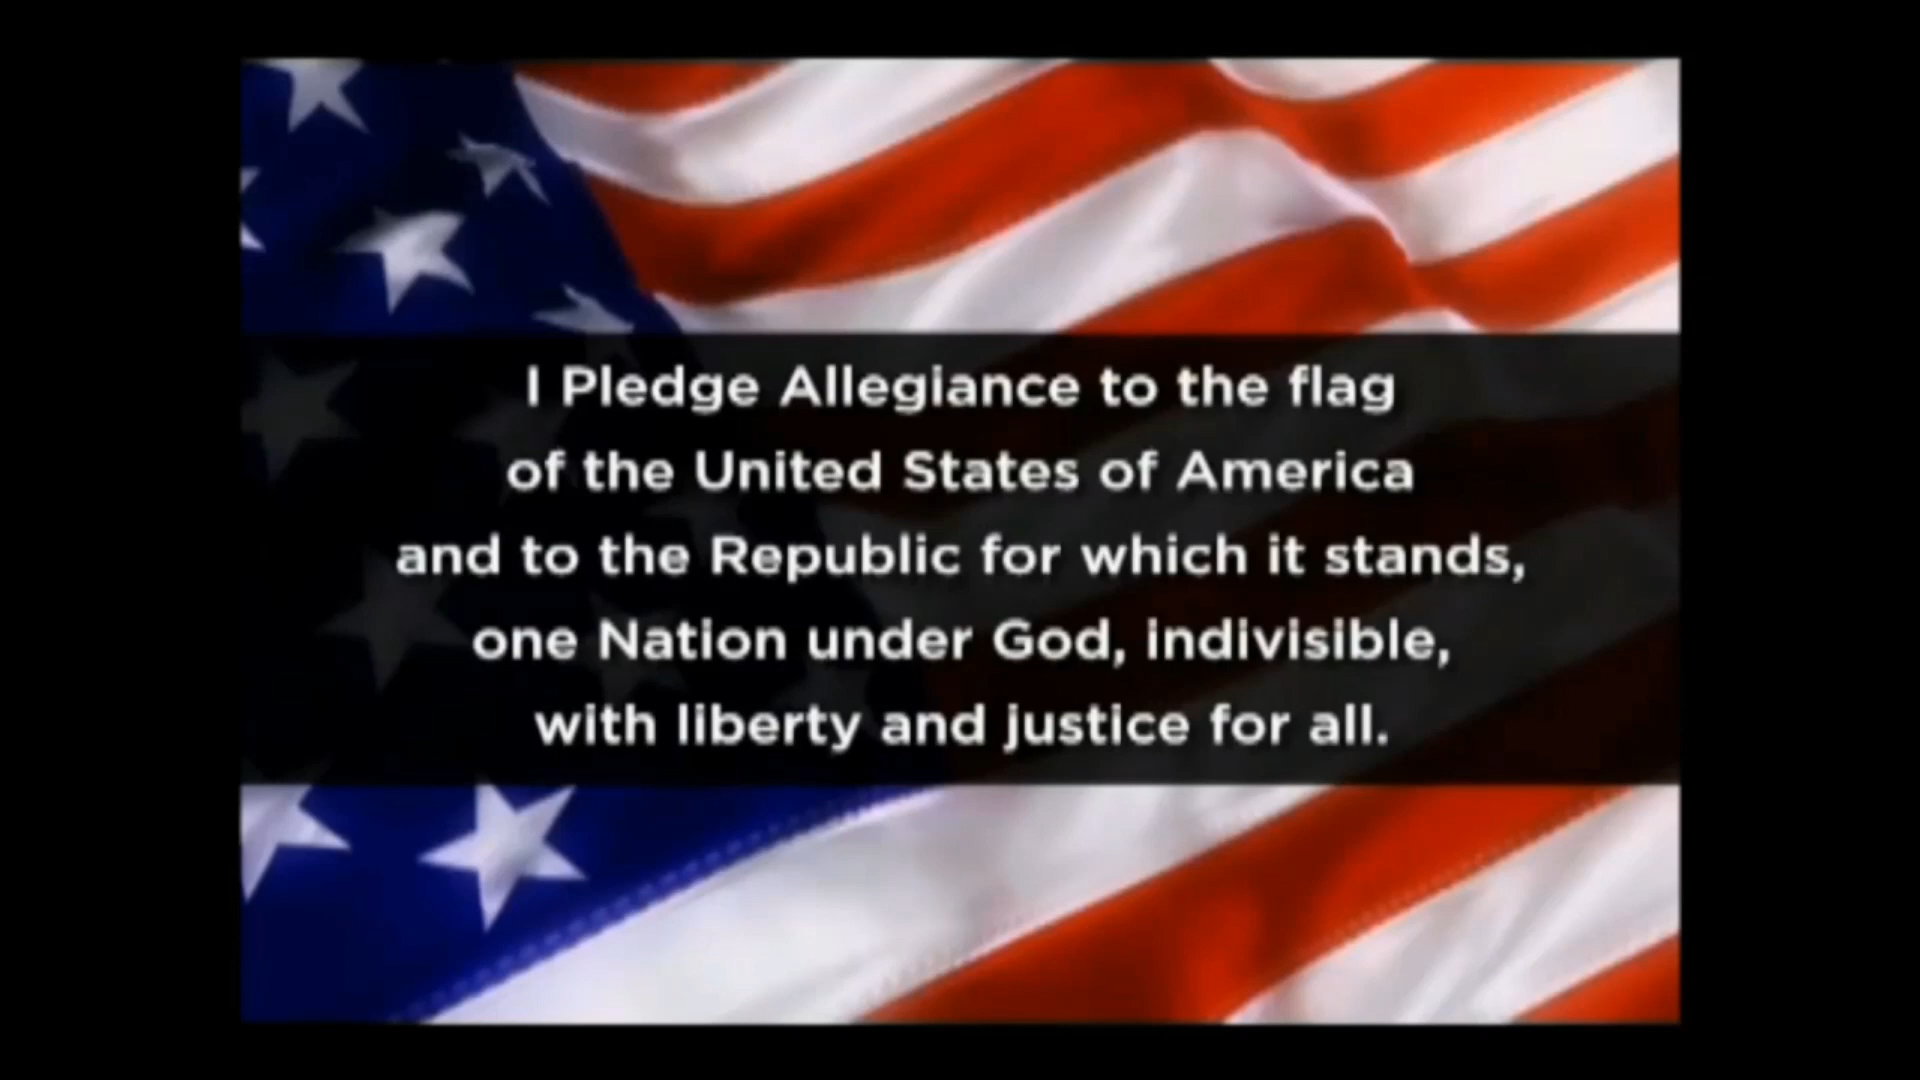 I Pledge Allegiance to the flag
of the United States of America
and to the Republic for which it stands,
one Nation under God, indivisible,
with liberty and justice for all.